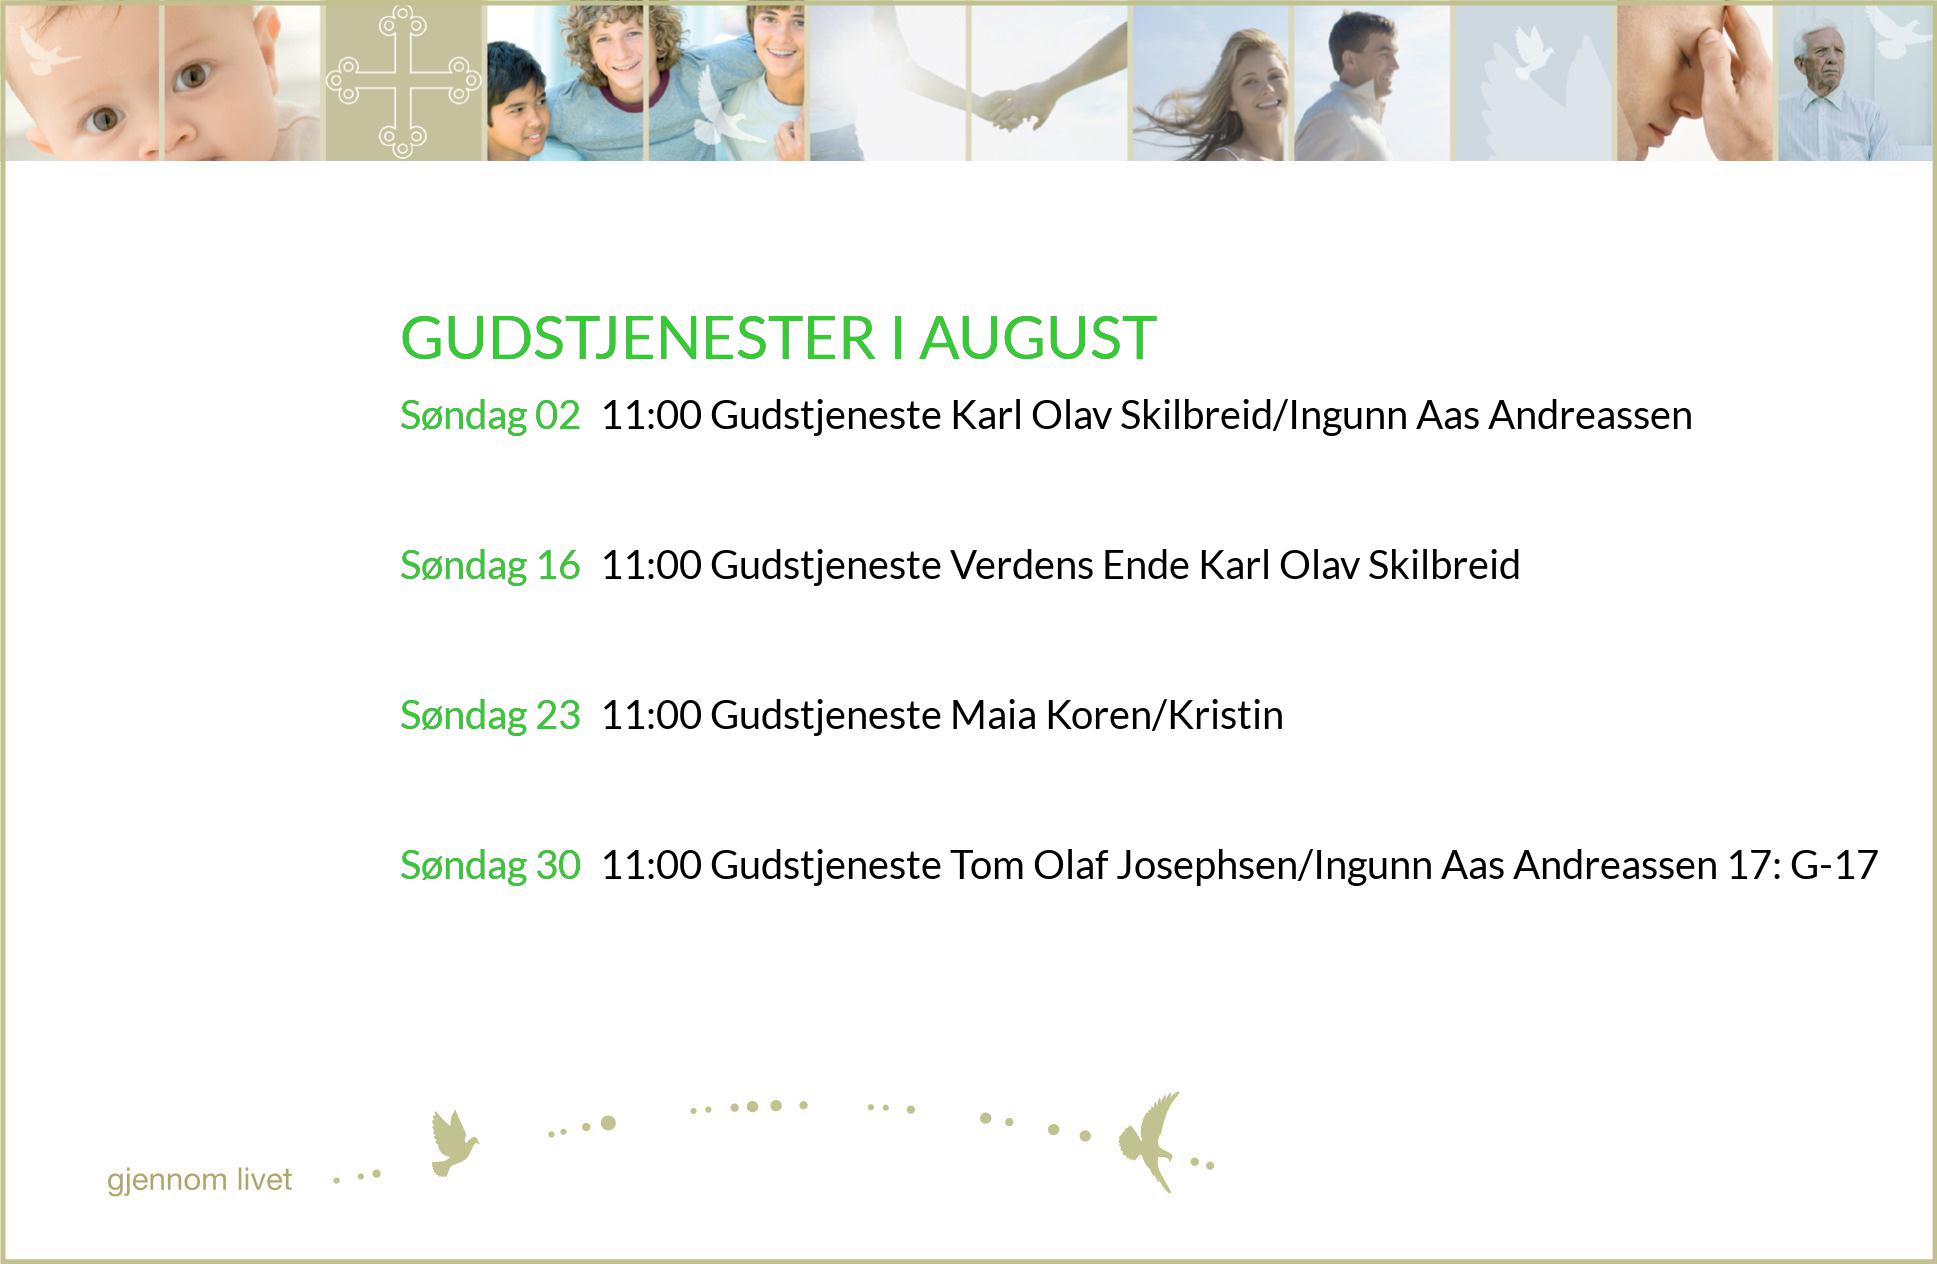 GUDSTJENESTER I AUGUST
Søndag 02 11:00 Gudstjeneste Karl Olav Skilbreid/Ingunn Aas Andreassen
Søndag 16 11:00 Gudstjeneste Verdens Ende Karl Olav Skilbreid
Søndag 23 11:00 Gudstjeneste Maia Koren/Kristin
Søndag 30 11:00 Gudstjeneste Tom Olaf Josephsen/Ingunn Aas Andreassen 17: G-17
gjennom livet